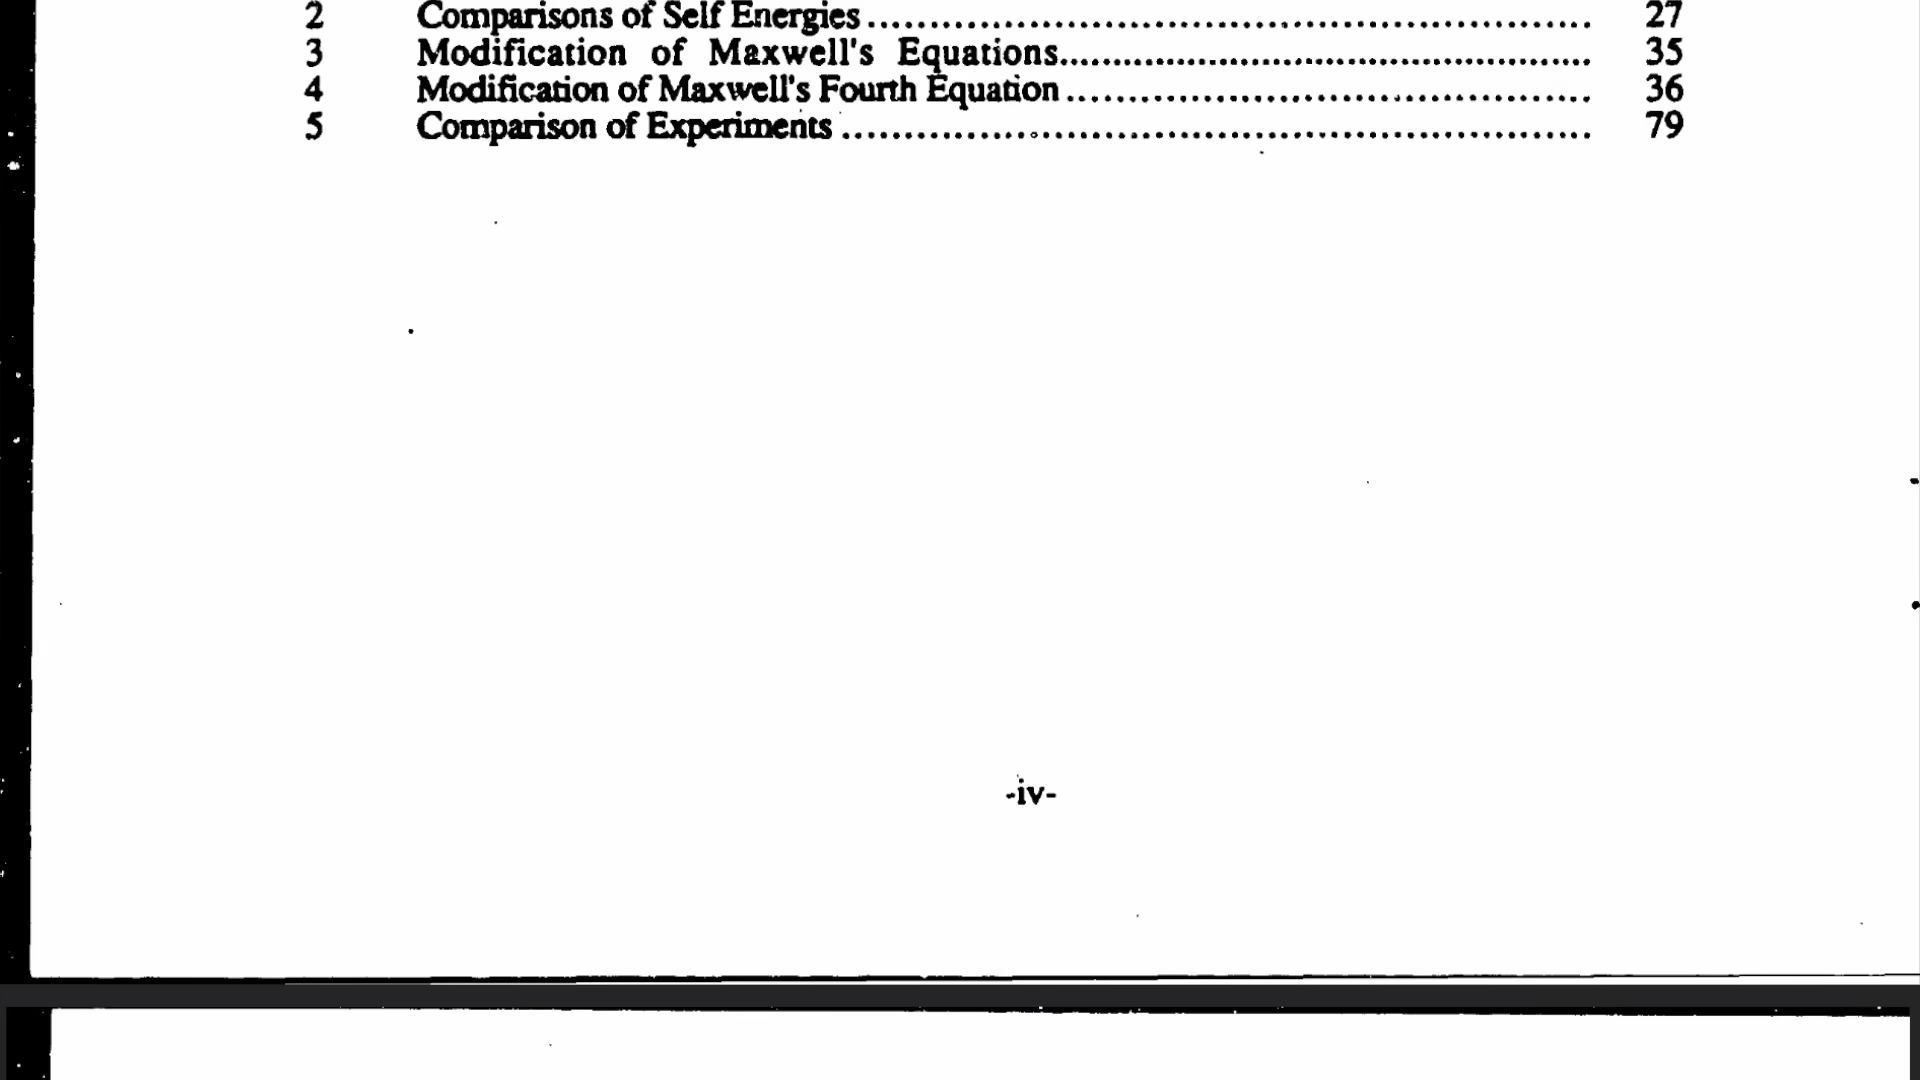 2 Comparisons of Self Energies ........................................................ 27
3 Modification of Maxwell's Equations........................................................ 35
4 Modification of Maxwell's Fourth Equation ........................................ 36
5 Comparison of Experiments .......................................................... 79
-iv-